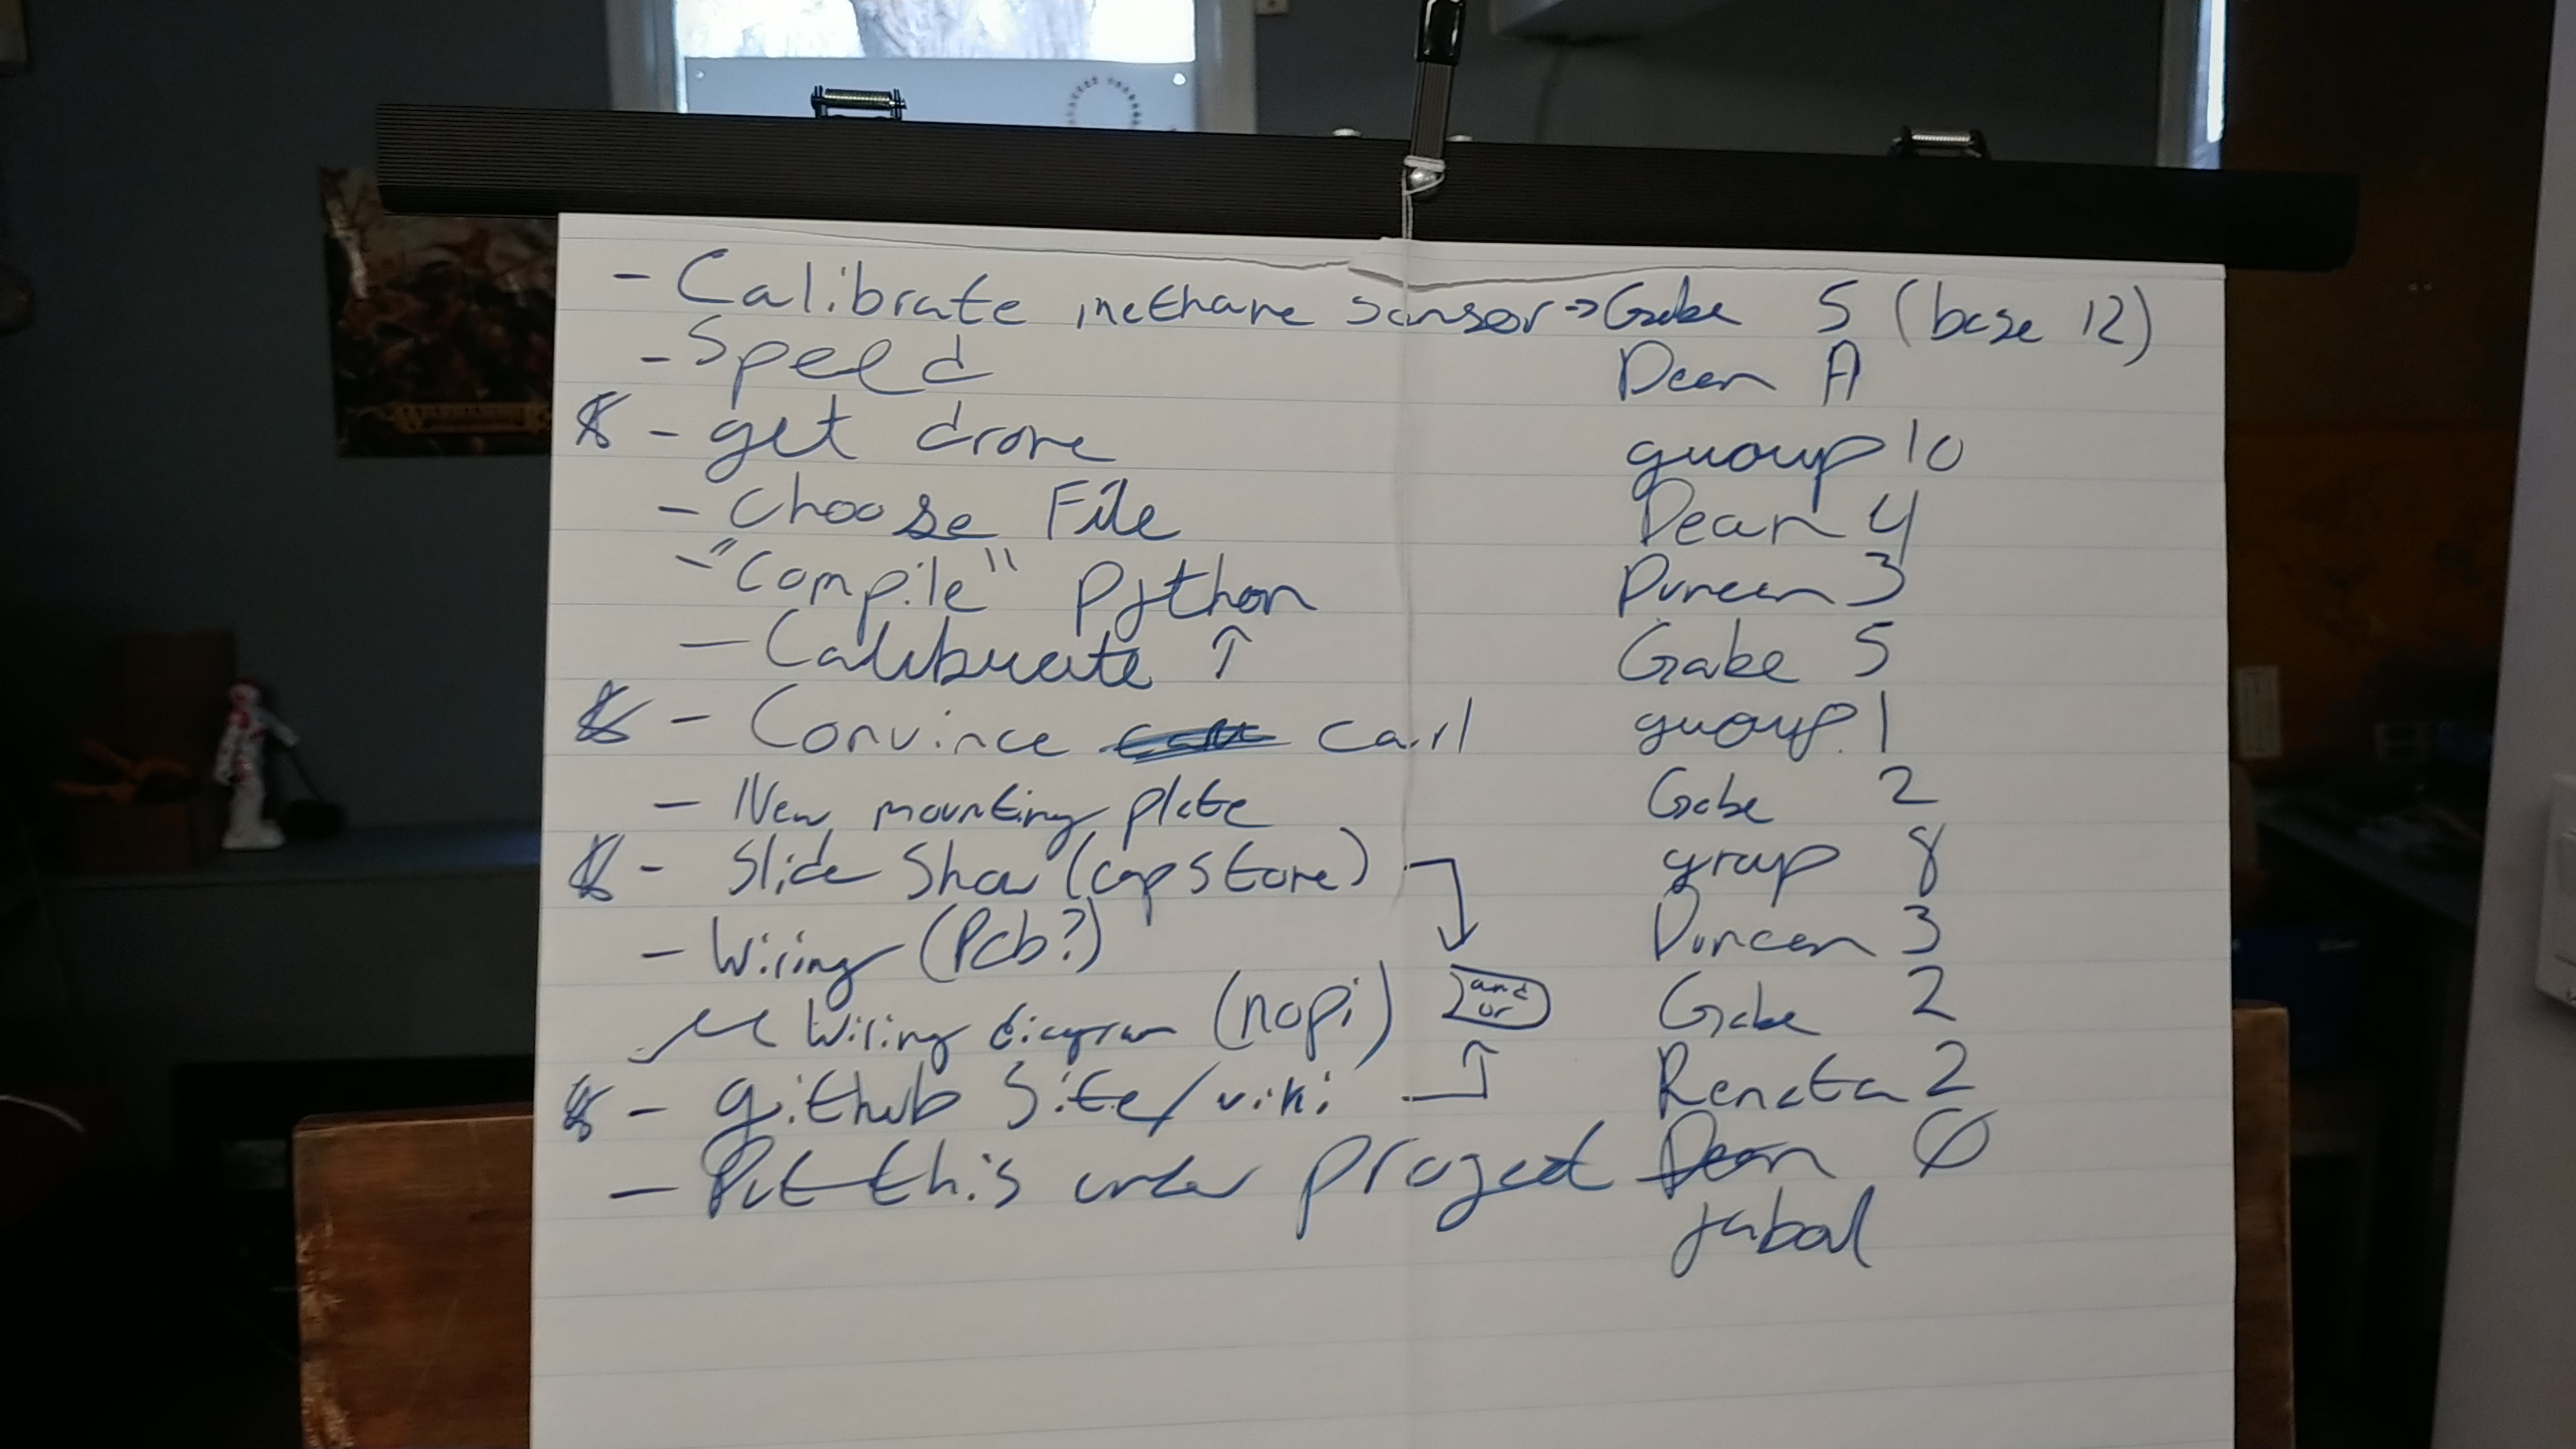 - Calibrate methane sensor → Gabe 5 (base 12)
- Speed Dean A
$ - get drone group 10
- Choose File Dean 4
- "Compile" Python Duncan 3
- Calibrate ↑ Gabe 5
$ - Convince carl group 1
- New mounting plate Gabe 2
$ - Slide Show (capstone) group 8
- Wiring (Pcb?) Duncan 3
Wiring diagram (nopi) and or Gabe 2
$ - github Site/wiki Renata 2
- Put this under project Dean Ø